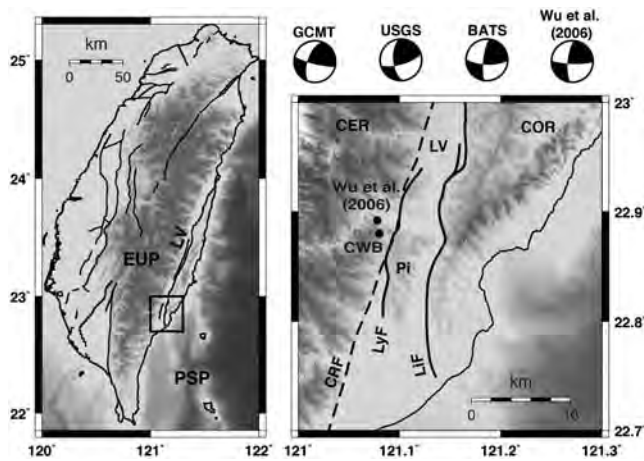 km
0 50
25˚
24˚
23˚
22˚
120˚ 121˚ 122˚
EUP
LV
PSP
GCMT USGS BATS Wu et al.
(2006)
CER LV COR
Wu et al.
(2006)
CWB
Pi
CRF
LyF
LiF
km
0 10
23˚
22.9˚
22.8˚
22.7˚
121˚ 121.1˚ 121.2˚ 121.3˚